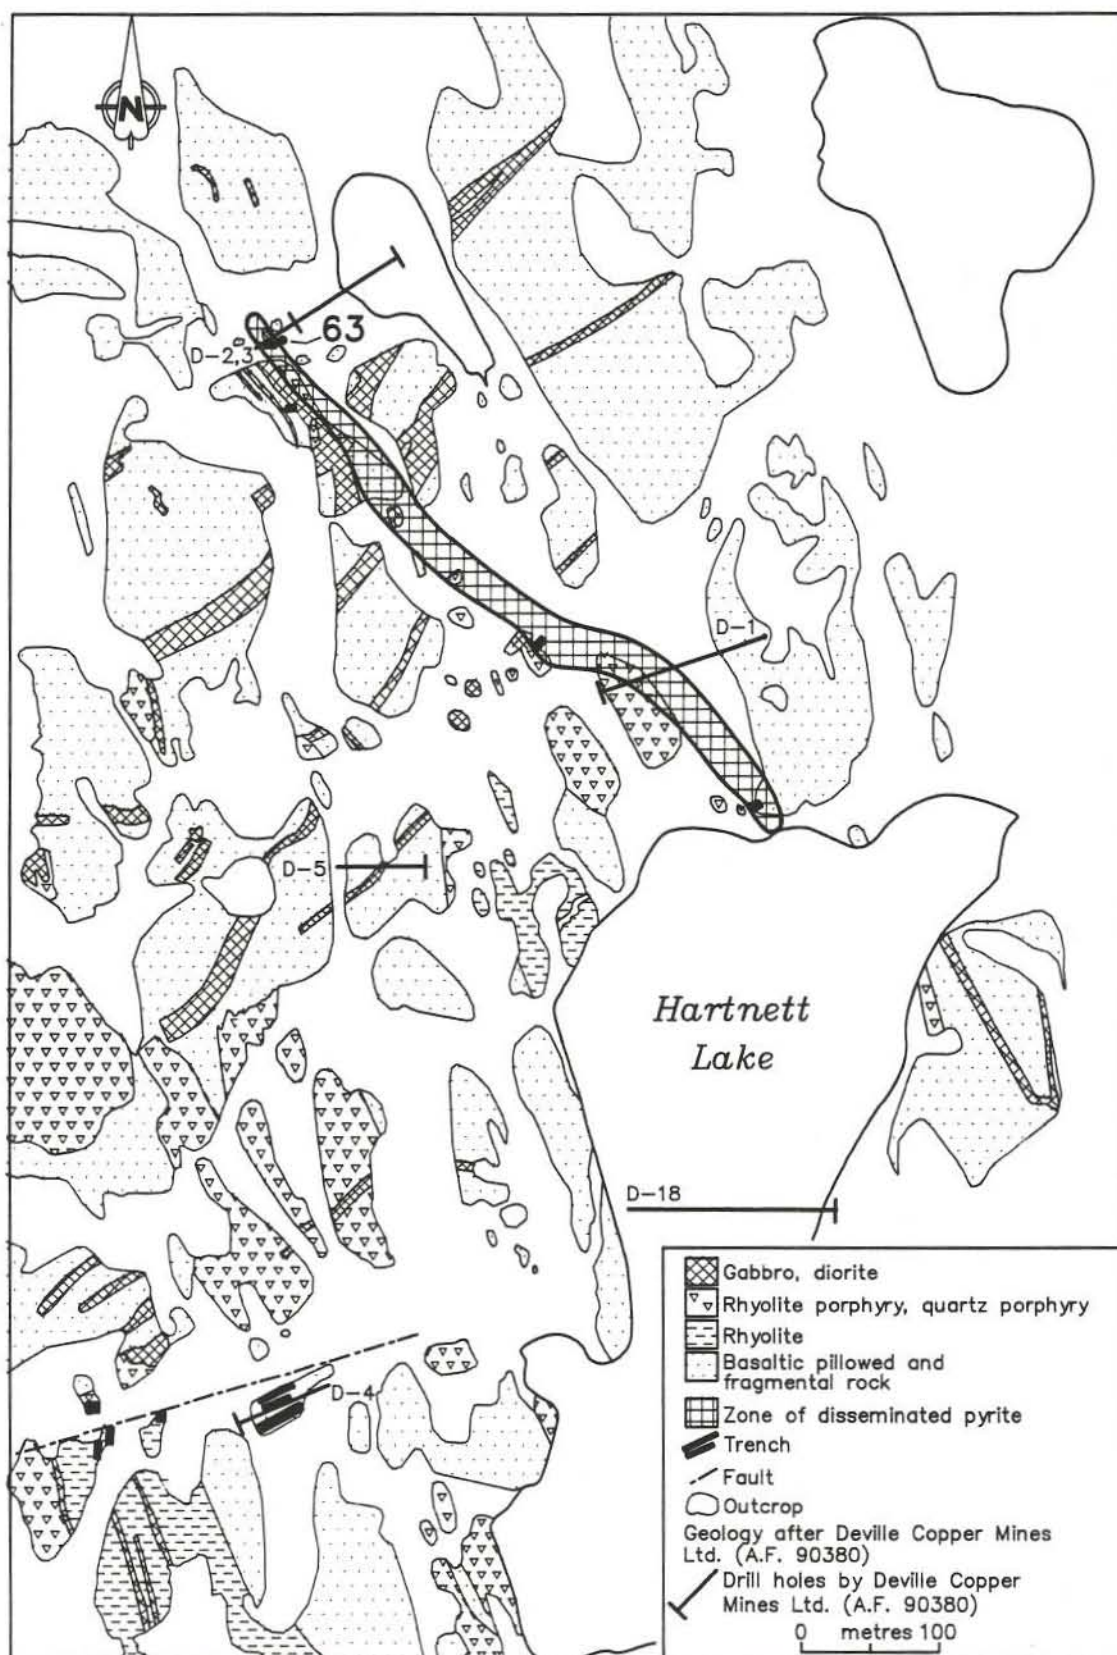 N
63
D-2,3
D-1
D-5
Hartnett
Lake
D-18
D-4
Gabbro, diorite
Rhyolite porphyry, quartz porphyry
Rhyolite
Basaltic pillowed and
fragmental rock
Zone of disseminated pyrite
Trench
Fault
Outcrop
Geology after Deville Copper Mines
Ltd. (A.F. 90380)
Drill holes by Deville Copper
Mines Ltd. (A.F. 90380)
0 metres 100